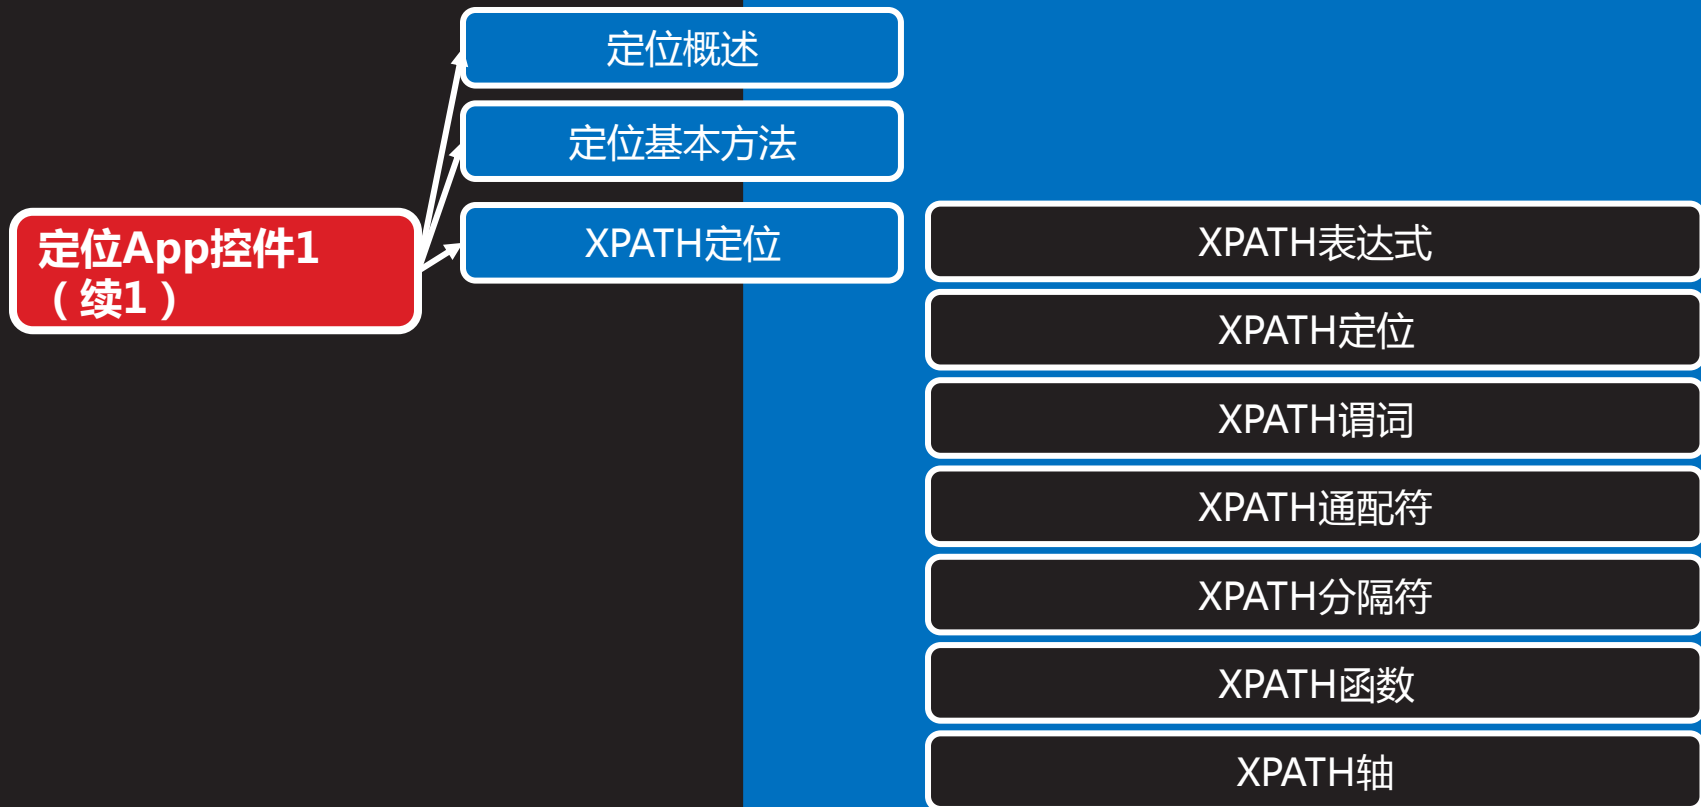 定位概述
定位基本方法
定位App控件1
（续1）
XPATH定位
XPATH表达式
XPATH定位
XPATH谓词
XPATH通配符
XPATH分隔符
XPATH函数
XPATH轴